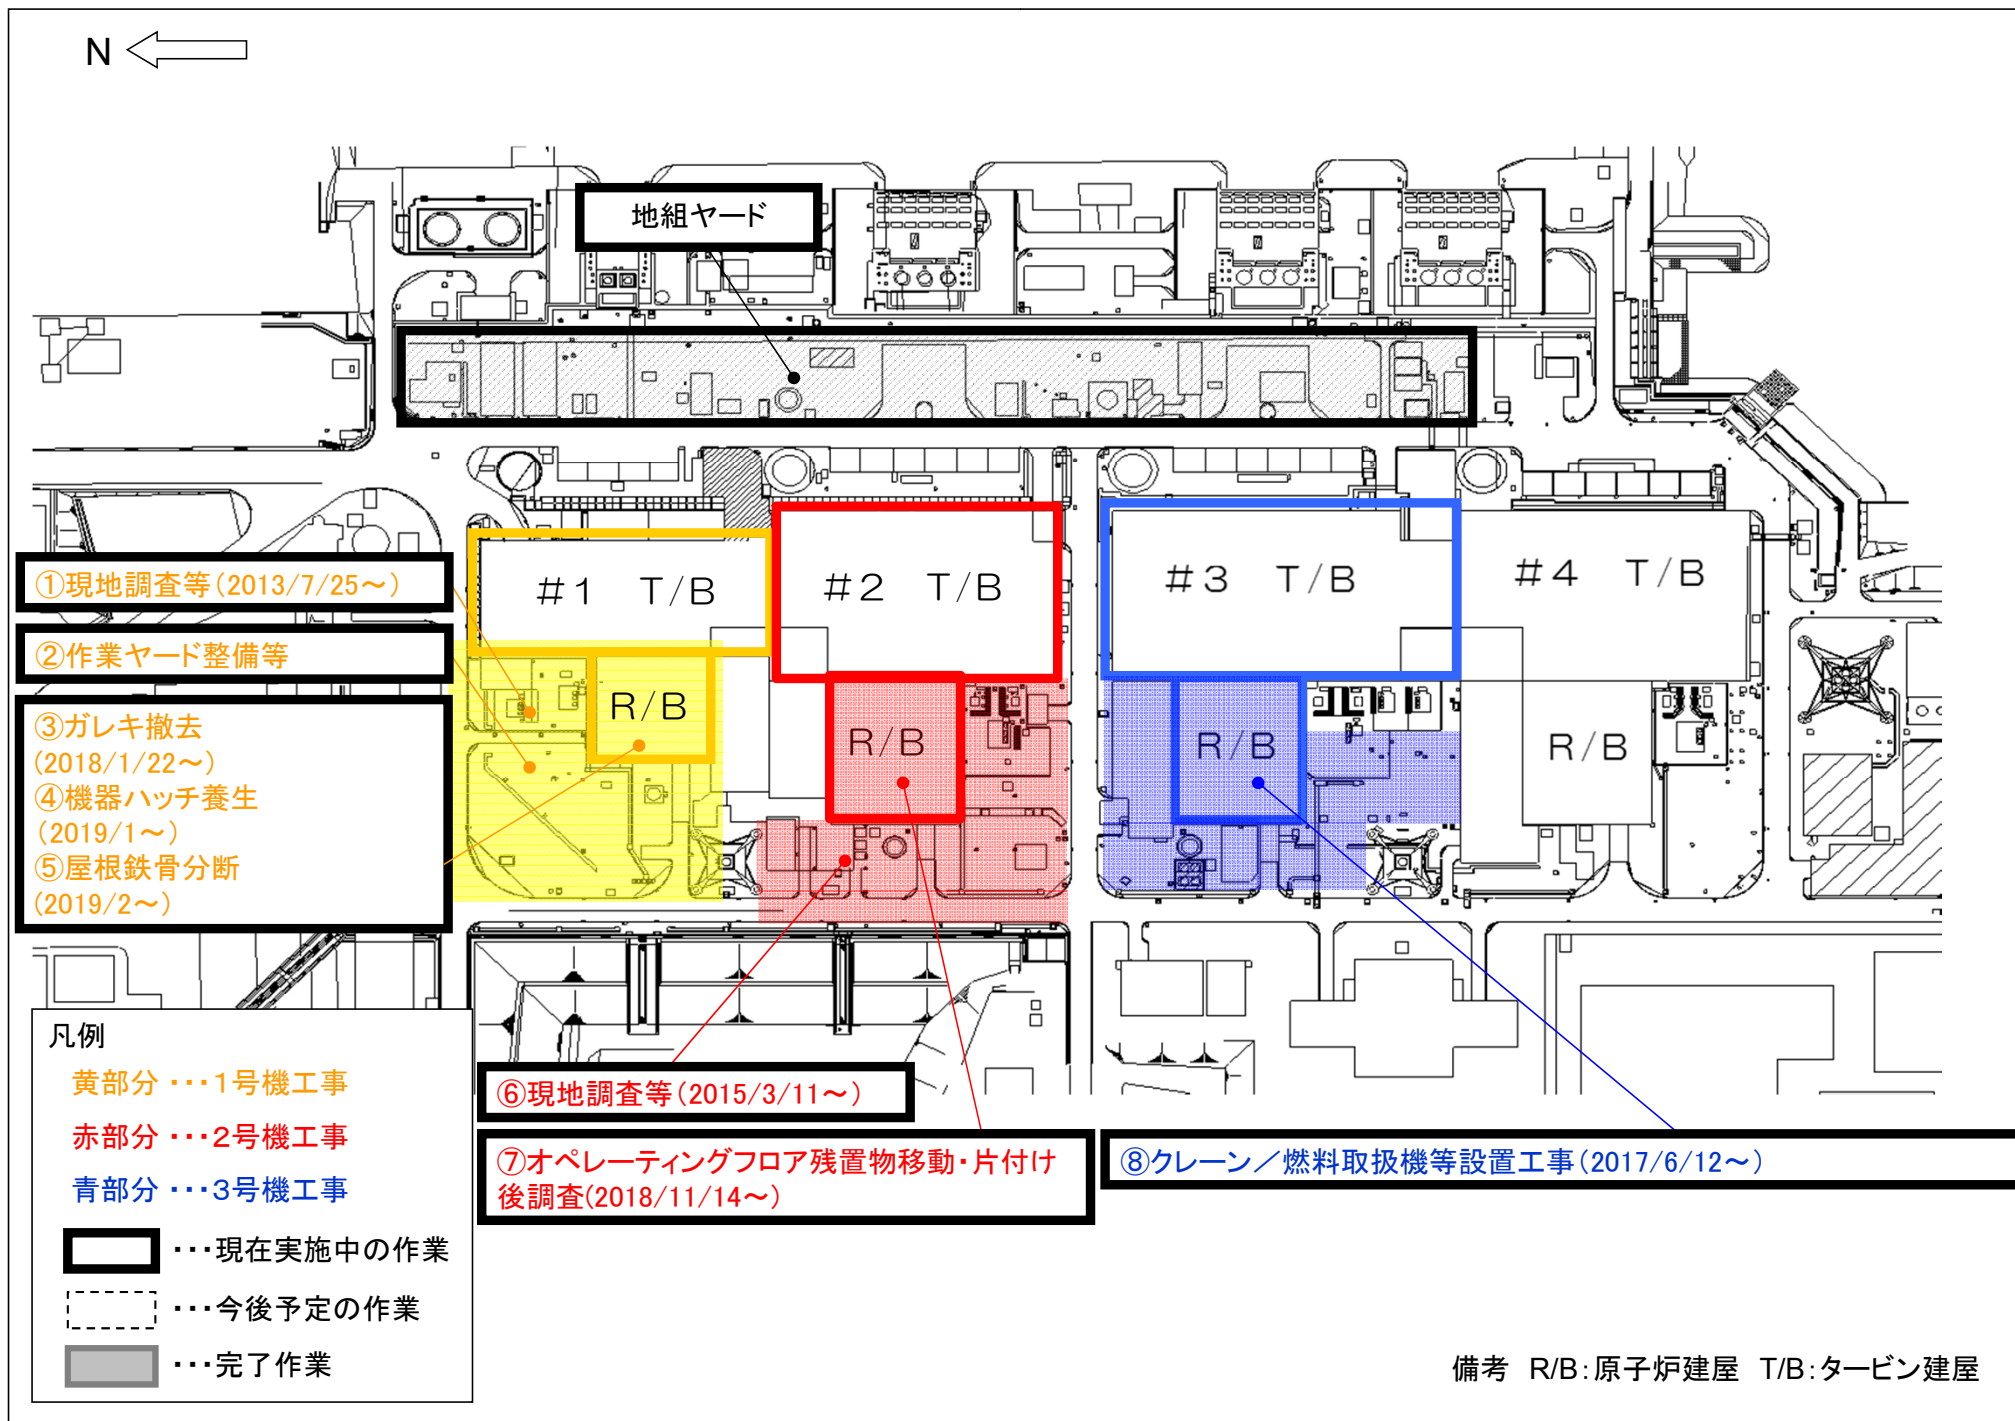 N
地組ヤード
#1 T/B
#2 T/B
#3 T/B
#4 T/B
R/B
R/B
R/B
R/B
①現地調査等(2013/7/25～)
②作業ヤード整備等
③ガレキ撤去
(2018/1/22～)
④機器ハッチ養生
(2019/1～)
⑤屋根鉄骨分断
(2019/2～)
⑥現地調査等(2015/3/11～)
⑦オペレーティングフロア残置物移動・片付け
後調査(2018/11/14～)
⑧クレーン／燃料取扱機等設置工事(2017/6/12～)
凡例
黄部分 ･･･1号機工事
赤部分 ･･･2号機工事
青部分 ･･･3号機工事
･･･現在実施中の作業
･･･今後予定の作業
･･･完了作業
備考 R/B:原子炉建屋 T/B:タービン建屋